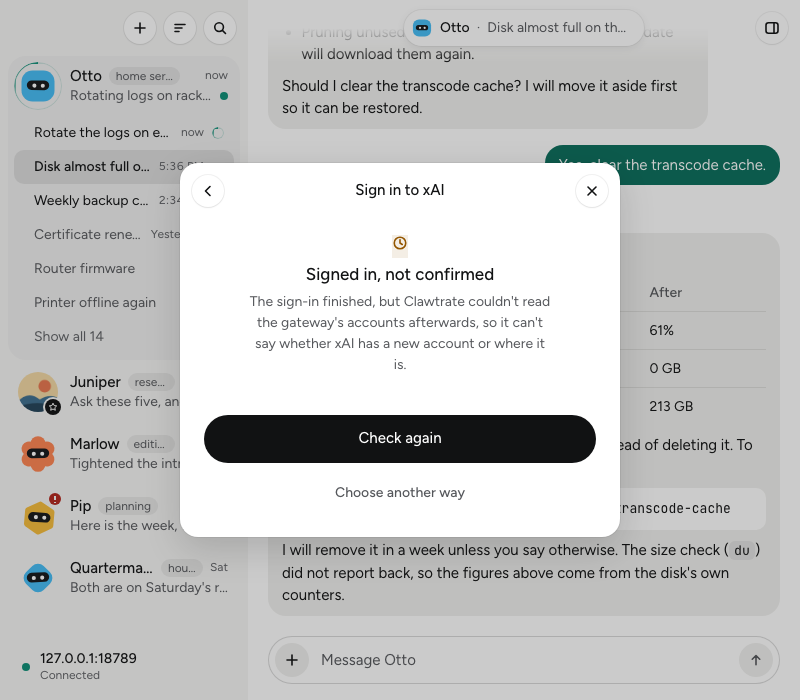 Otto
home ser...
now
Rotating logs on rack...
Rotate the logs on e...
now
Disk almost full o...
5:36 P
Weekly backup c...
2:34
Certificate rene...
Yeste
Router firmware
Printer offline again
Show all 14
Juniper
rese...
Ask these five, an
Marlow
editi...
Tightened the intr
Pip
planning
Here is the week,
Quarterma...
hou...
Sat
Both are on Saturday's r...
127.0.0.1:18789
Connected
Otto · Disk almost full on th...
Pruning unused
will download them again.
Should I clear the transcode cache? I will move it aside first
so it can be restored.
Yes, clear the transcode cache.
After
61%
0 GB
213 GB
ead of deleting it. To
transcode-cache
I will remove it in a week unless you say otherwise. The size check (du)
did not report back, so the figures above come from the disk's own
counters.
Message Otto
Sign in to xAI
Signed in, not confirmed
The sign-in finished, but Clawtrate couldn't read
the gateway's accounts afterwards, so it can't
say whether xAI has a new account or where it
is.
Check again
Choose another way